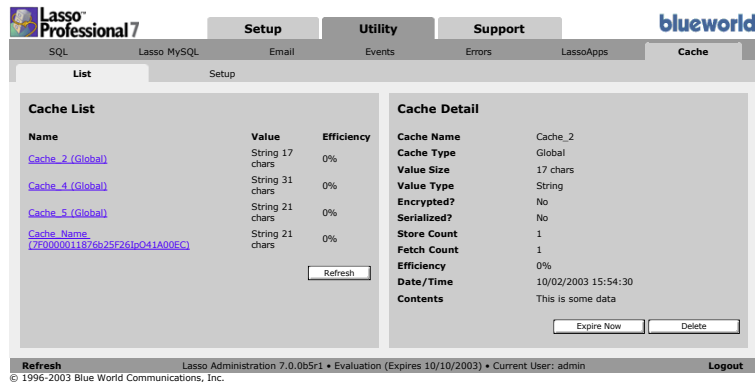 Lasso™
Professional 7
Setup Utility Support
blueworld
SQL Lasso MySQL Email Events Errors LassoApps Cache
List Setup
Cache List
Name Value Efficiency
Cache_2 (Global) String 17 chars 0%
Cache_4 (Global) String 31 chars 0%
Cache_5 (Global) String 21 chars 0%
Cache_Name_ (7F0000011876b25F26IpO41A00EC) String 21 chars 0%
Refresh
Cache Detail
Cache Name Cache_2
Cache Type Global
Value Size 17 chars
Value Type String
Encrypted? No
Serialized? No
Store Count 1
Fetch Count 1
Efficiency 0%
Date/Time 10/02/2003 15:54:30
Contents This is some data
Expire Now Delete
Refresh Lasso Administration 7.0.0b5r1 • Evaluation (Expires 10/10/2003) • Current User: admin Logout
© 1996-2003 Blue World Communications, Inc.